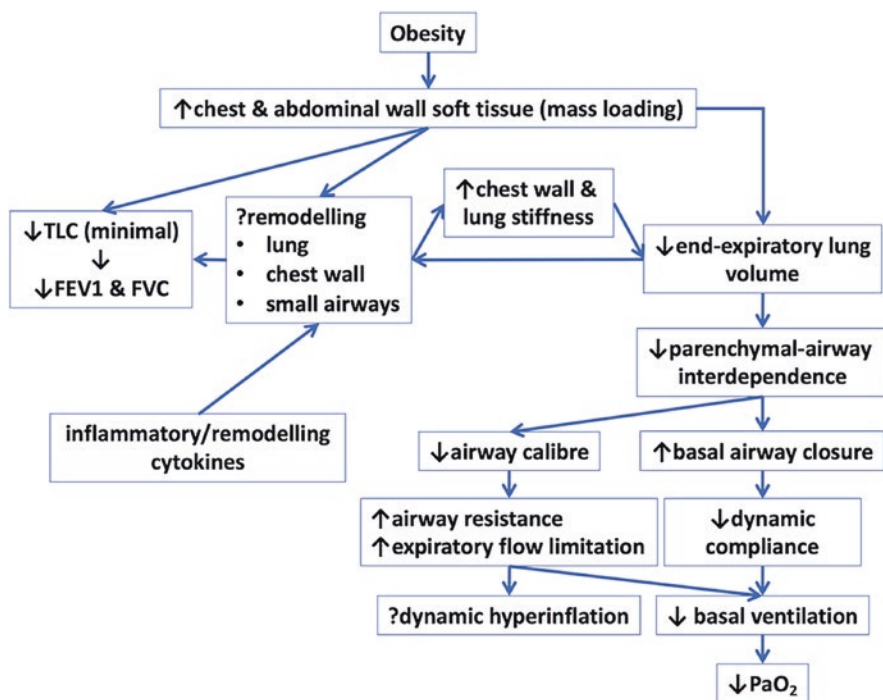 Obesity
↑chest & abdominal wall soft tissue (mass loading)
↑chest wall &
lung stiffness
?remodelling
• lung
• chest wall
• small airways
↓TLC (minimal)
↓
↓FEV1 & FVC
↓end-expiratory lung
volume
↓parenchymal-airway
interdependence
inflammatory/remodelling
cytokines
↓airway calibre
↑basal airway closure
↑airway resistance
↑expiratory flow limitation
↓dynamic
compliance
?dynamic hyperinflation
↓ basal ventilation
↓PaO₂